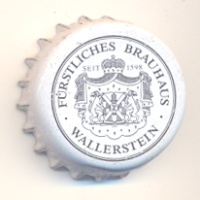 FÜRSTLICHES BRAUHAUS
SEIT 1598
· WALLERSTEIN ·